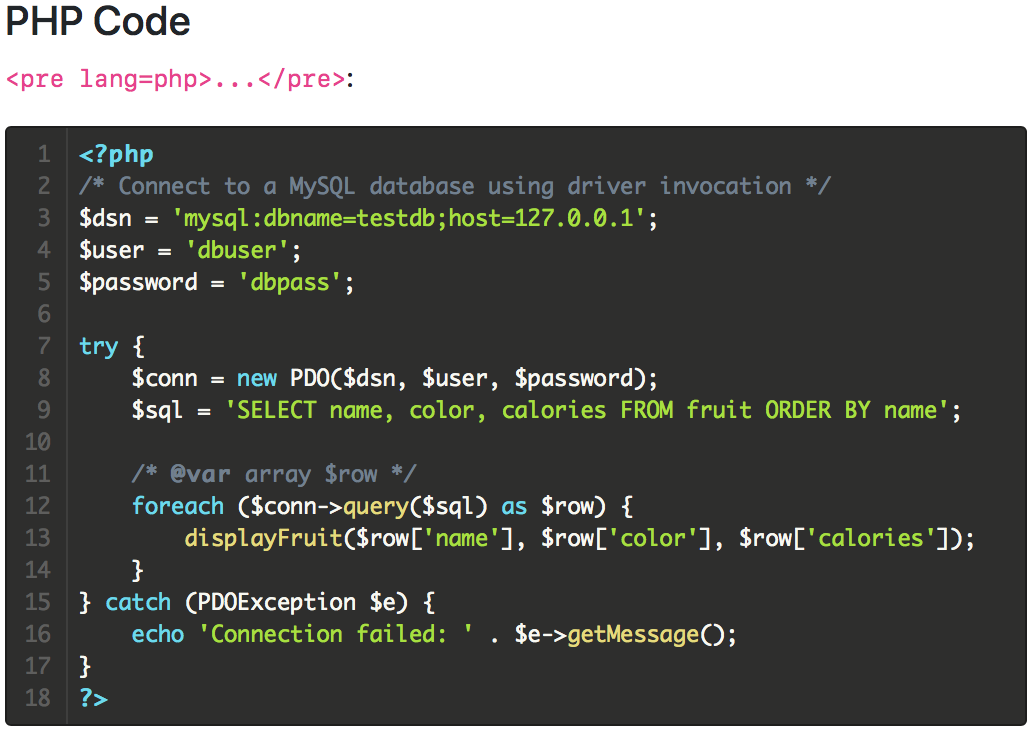 PHP Code
<pre lang=php>...</pre>:
1 <?php
2 /* Connect to a MySQL database using driver invocation */
3 $dsn = 'mysql:dbname=testdb;host=127.0.0.1';
4 $user = 'dbuser';
5 $password = 'dbpass';
6
7 try {
8     $conn = new PDO($dsn, $user, $password);
9     $sql = 'SELECT name, color, calories FROM fruit ORDER BY name';
10
11     /* @var array $row */
12     foreach ($conn->query($sql) as $row) {
13         displayFruit($row['name'], $row['color'], $row['calories']);
14     }
15 } catch (PDOException $e) {
16     echo 'Connection failed: ' . $e->getMessage();
17 }
18 ?>